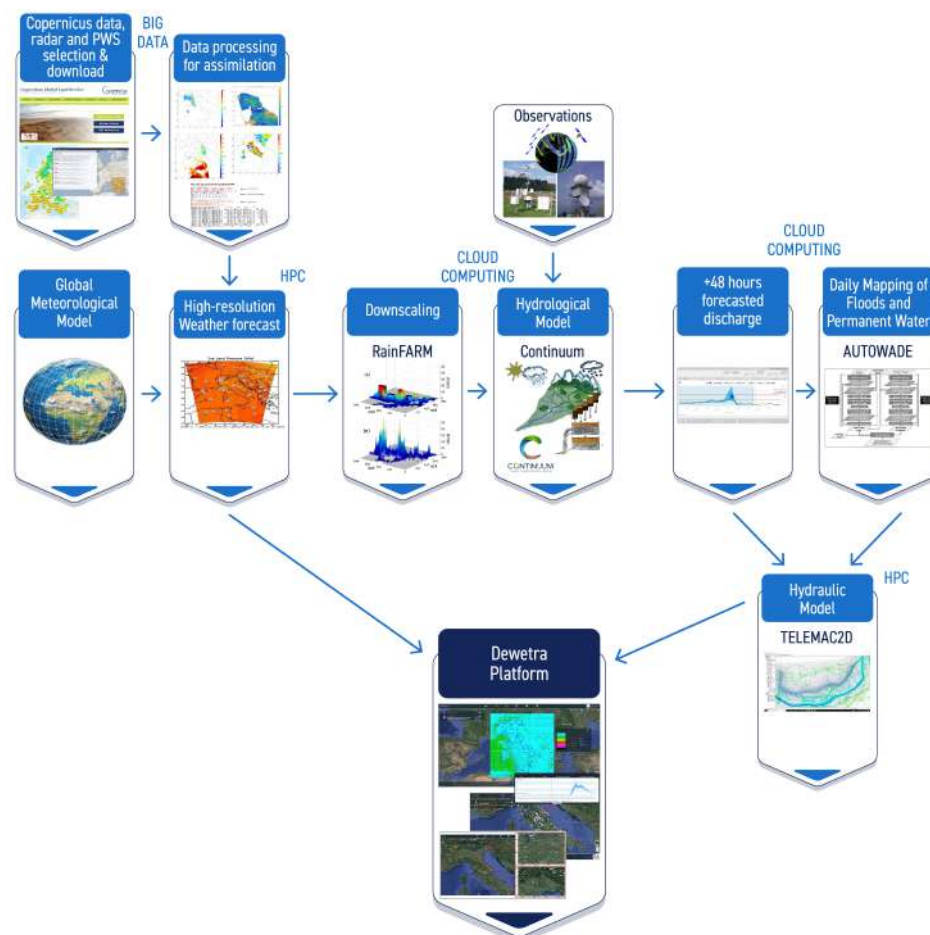 Copernicus data,
radar and PWS
selection &
download
BIG
DATA
Data processing
for assimilation
Observations
Global
Meteorological
Model
HPC
High-resolution
Weather forecast
CLOUD
COMPUTING
Downscaling
RainFARM
Hydrological
Model
Continuum
CONTINUUM
CLOUD
COMPUTING
+48 hours
forecasted
discharge
Daily Mapping of
Floods and
Permanent Water
AUTOWADE
HPC
Hydraulic
Model
TELEMAC2D
Dewetra
Platform